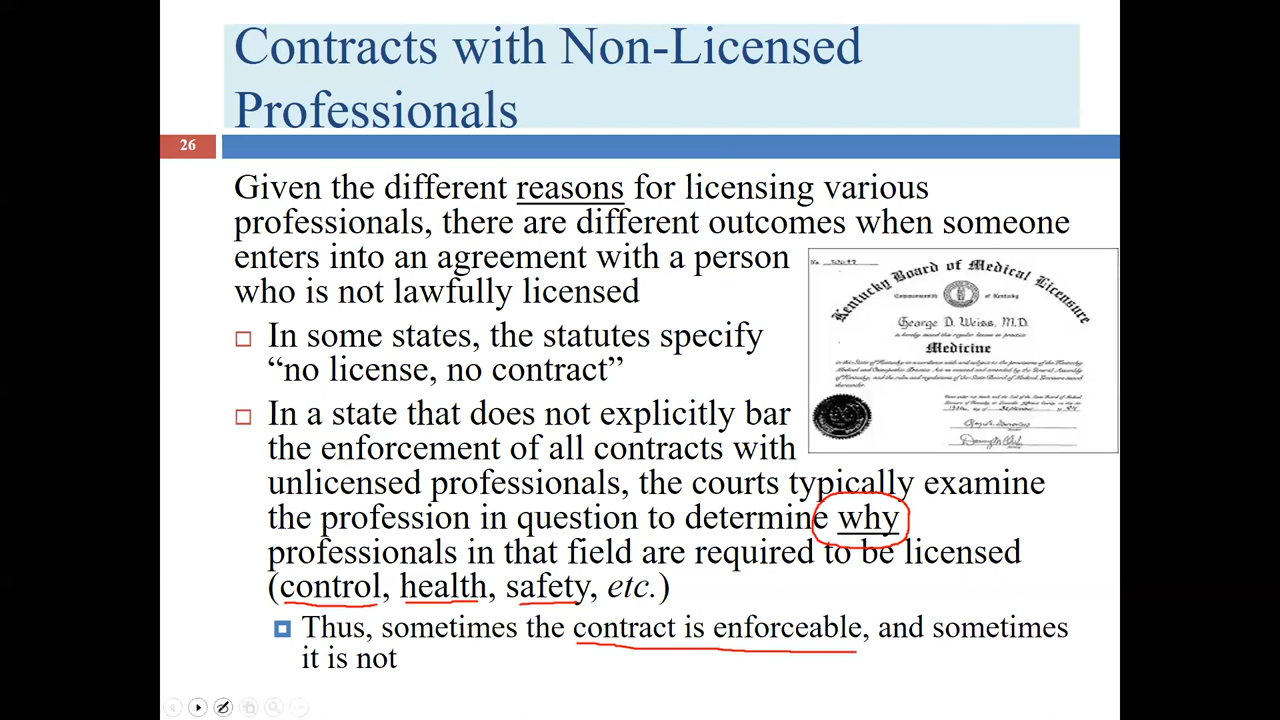 Contracts with Non-Licensed
Professionals
26
Given the different reasons for licensing various
professionals, there are different outcomes when someone
enters into an agreement with a person
who is not lawfully licensed
In some states, the statutes specify
“no license, no contract”
In a state that does not explicitly bar
the enforcement of all contracts with
unlicensed professionals, the courts typically examine
the profession in question to determine why
professionals in that field are required to be licensed
(control, health, safety, etc.)
Thus, sometimes the contract is enforceable, and sometimes
it is not
Kentucky Board of Medical Licensure
Commonwealth of Kentucky
George D. Weiss, M.D.
Medicine